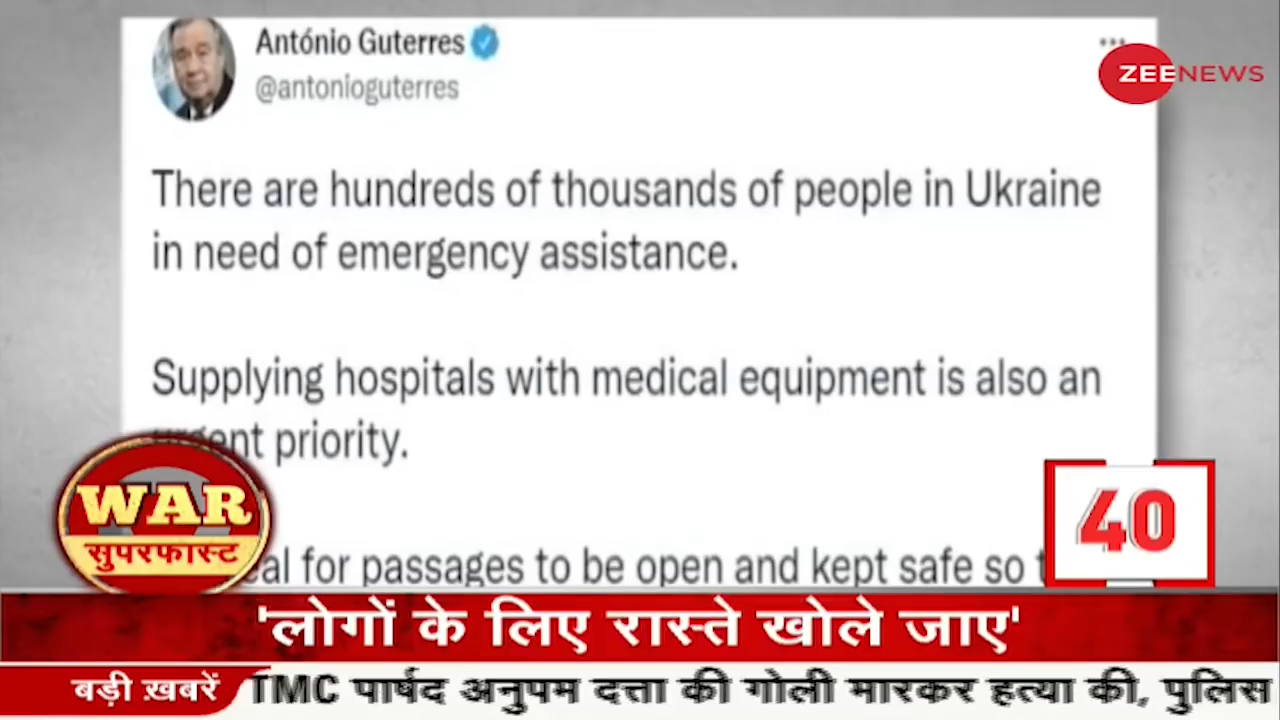 António Guterres
@antonioguterres
ZEENEWS
There are hundreds of thousands of people in Ukraine
in need of emergency assistance.
Supplying hospitals with medical equipment is also an
urgent priority.
for passages to be open and kept safe so
WAR
सुपरफास्ट
40
'लोगों के लिए रास्ते खोले जाए'
बड़ी ख़बरें
TMC पार्षद अनुपम दत्ता की गोली मारकर हत्या की, पुलिस